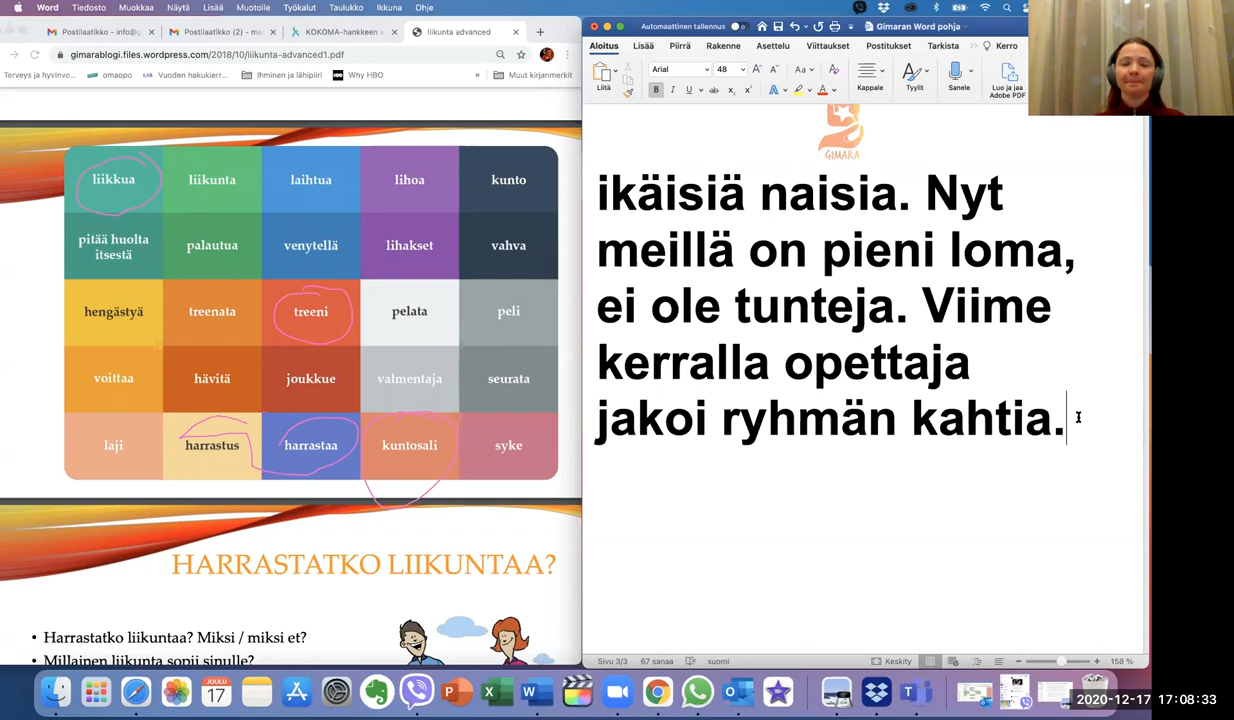 Word Tiedosto Muokkaa Näytä Lisää Muotoile Työkalut Taulukko Ikkuna Ohje
Postilaatikko – info@g
Postilaatikko (2) – ma
KOKOMA-hankkeen v
liikunta advanced
gimarablogi.files.wordpress.com/2018/10/liikunta-advanced1.pdf
Terveys ja hyvinvo...
omaopo
Vuoden hakukierr...
Ihminen ja lähipiiri
Why HBO
»
Muut kirjanmerkit
liikkua liikunta laihtua lihoa kunto
pitää huolta itsestä palautua venytellä lihakset vahva
hengästyä treenata treeni pelata peli
voittaa hävitä joukkue valmentaja seurata
laji harrastus harrastaa kuntosali syke
HARRASTATKO LIIKUNTAA?
• Harrastatko liikuntaa? Miksi / miksi et?
• Millainen liikunta sopii sinulle?
Automaattinen tallennus
Gimaran Word pohja
Aloitus Lisää Piirrä Rakenne Asettelu Viittaukset Postitukset Tarkista » Kerro
Liitä
Arial 48
Kappale
Tyylit
Sanele
Luo ja jaa
Adobe PDF
GIMARA
ikäisiä naisia. Nyt
meillä on pieni loma,
ei ole tunteja. Viime
kerralla opettaja
jakoi ryhmän kahtia.
Sivu 3/3 67 sanaa suomi Keskity 158 %
JOULU
17
2020-12-17 17:08:33